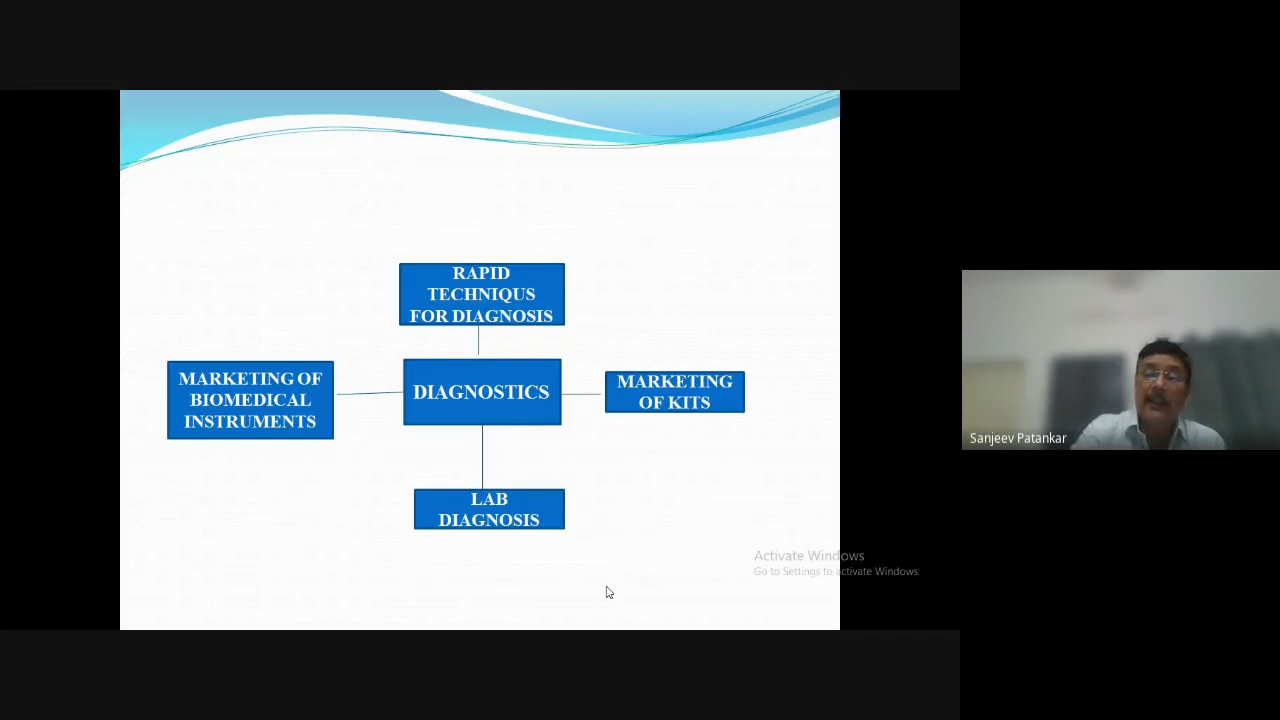 RAPID
TECHNIQUS
FOR DIAGNOSIS
MARKETING OF
BIOMEDICAL
INSTRUMENTS
DIAGNOSTICS
MARKETING
OF KITS
LAB
DIAGNOSIS
Sanjeev Patankar
Activate Windows
Go to Settings to activate Windows.